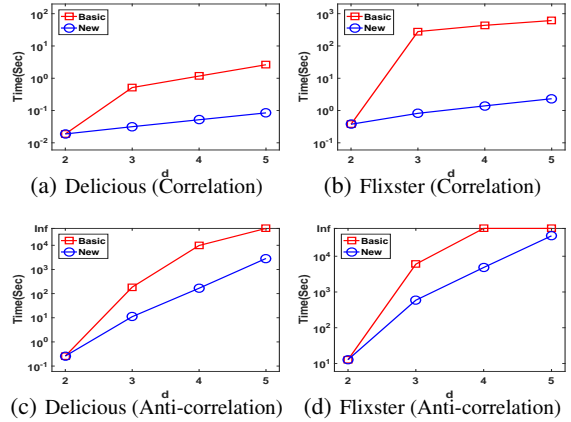 10²
10⁰
10⁻¹
10⁻²
Time(Sec)
Basic
New
2 3 4 5
d
(a) Delicious (Correlation)
10³
10²
10¹
10⁰
10⁻¹
Time(Sec)
Basic
New
2 3 4 5
d
(b) Flixster (Correlation)
Inf
10⁴
10³
10²
10¹
10⁰
10⁻¹
Time(Sec)
Basic
New
2 3 4 5
d
(c) Delicious (Anti-correlation)
Inf
10⁴
10³
10²
10¹
Time(Sec)
Basic
New
2 3 4 5
d
(d) Flixster (Anti-correlation)